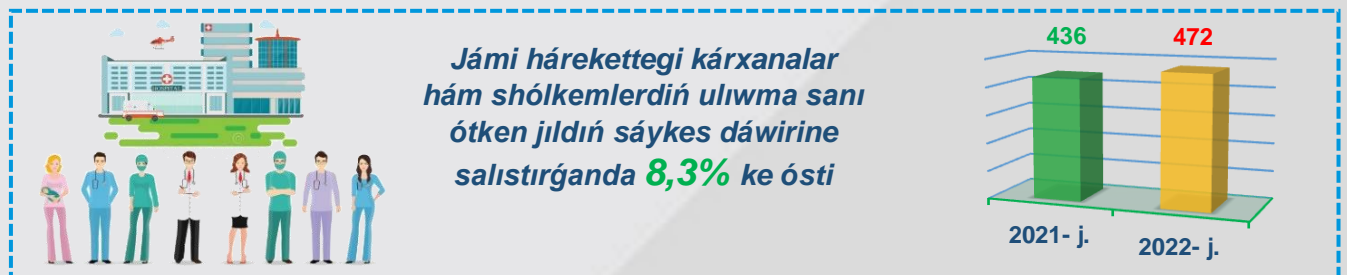 HOSPITAL
Jámi hárekettegi kárxanalar
hám shólkemlerdiń ulıwma sanı
ótken jıldıń sáykes dáwirine
salıstırǵanda 8,3% ke ósti
436
472
2021- j.
2022- j.